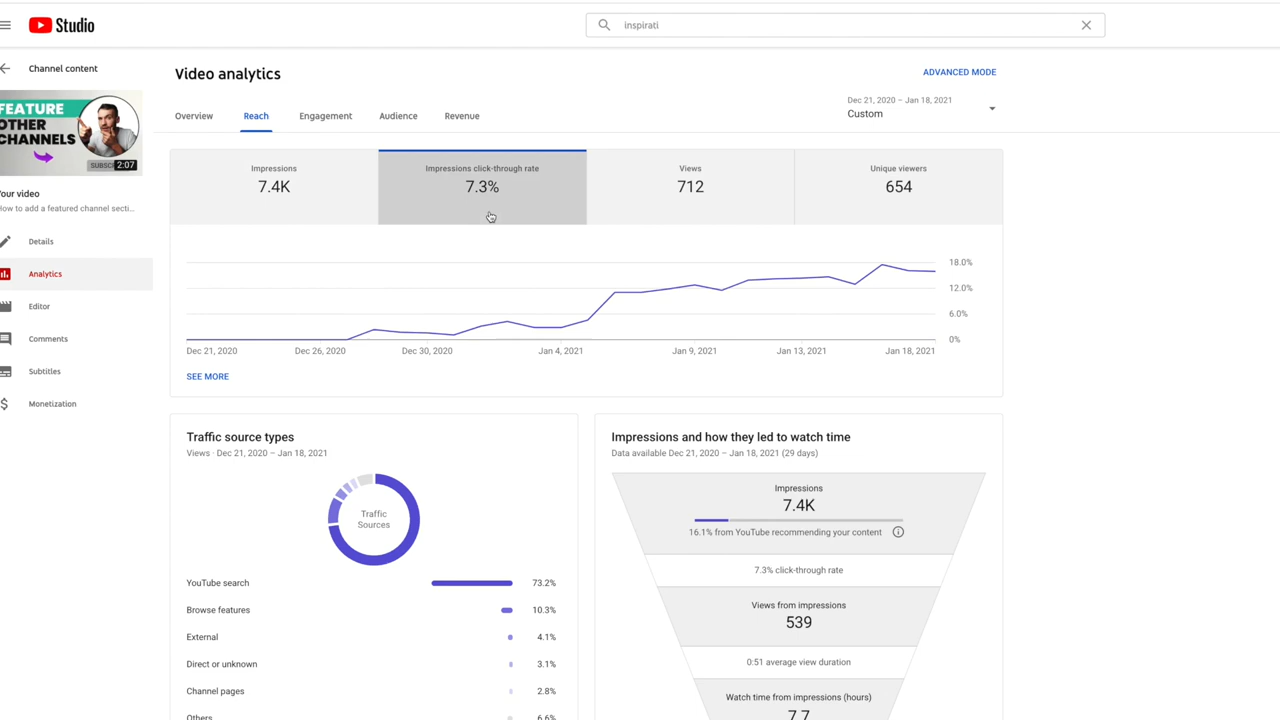 Studio
inspirati
Channel content
FEATURE
OTHER
CHANNELS
SUBSC
2:07
Your video
How to add a featured channel secti...
Details
Analytics
Editor
Comments
Subtitles
Monetization
Video analytics
ADVANCED MODE
Overview
Reach
Engagement
Audience
Revenue
Dec 21, 2020 – Jan 18, 2021
Custom
Impressions
7.4K
Impressions click-through rate
7.3%
Views
712
Unique viewers
654
18.0%
12.0%
6.0%
0%
Dec 21, 2020
Dec 26, 2020
Dec 30, 2020
Jan 4, 2021
Jan 9, 2021
Jan 13, 2021
Jan 18, 2021
SEE MORE
Traffic source types
Views · Dec 21, 2020 – Jan 18, 2021
Traffic
Sources
YouTube search 73.2%
Browse features 10.3%
External 4.1%
Direct or unknown 3.1%
Channel pages 2.8%
Others 6.6%
Impressions and how they led to watch time
Data available Dec 21, 2020 – Jan 18, 2021 (29 days)
Impressions
7.4K
16.1% from YouTube recommending your content
7.3% click-through rate
Views from impressions
539
0:51 average view duration
Watch time from impressions (hours)
7.7